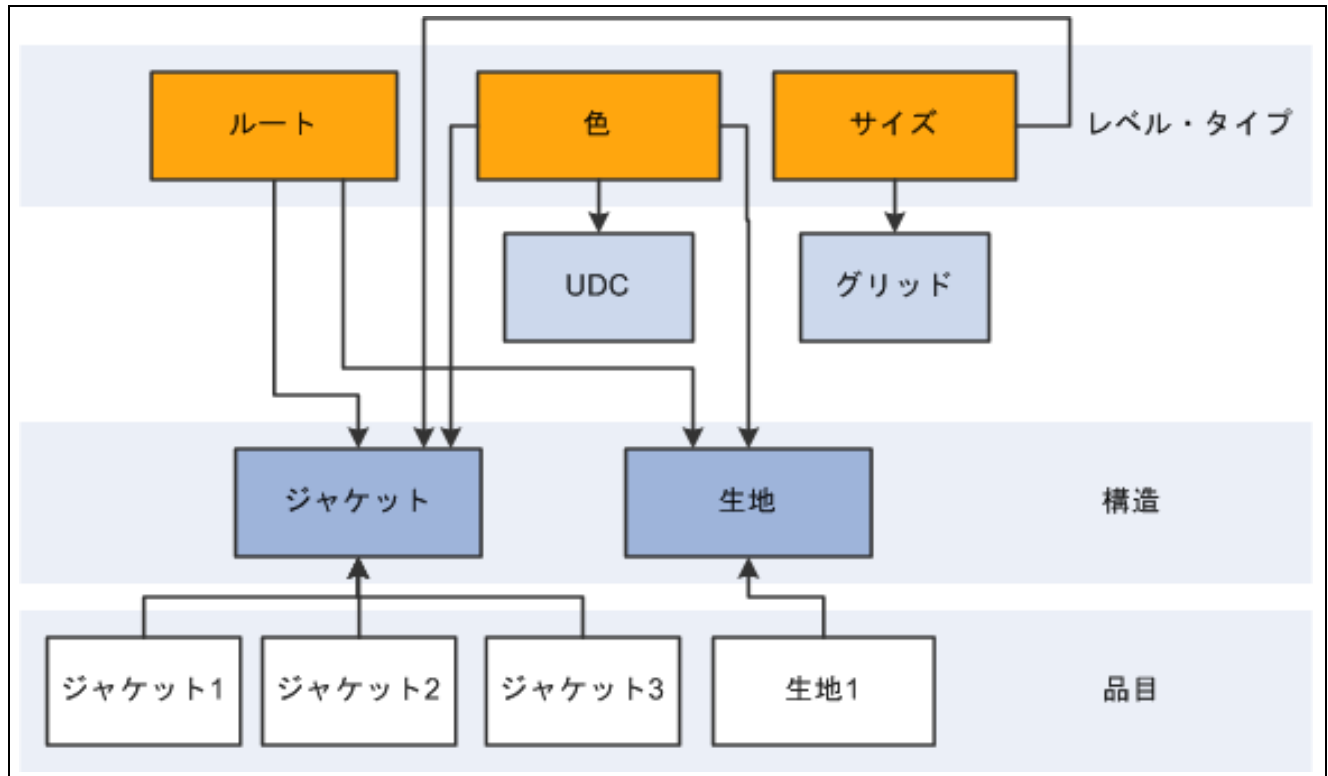 ルート
色
サイズ
レベル・タイプ
UDC
グリッド
ジャケット
生地
構造
ジャケット1
ジャケット2
ジャケット3
生地1
品目